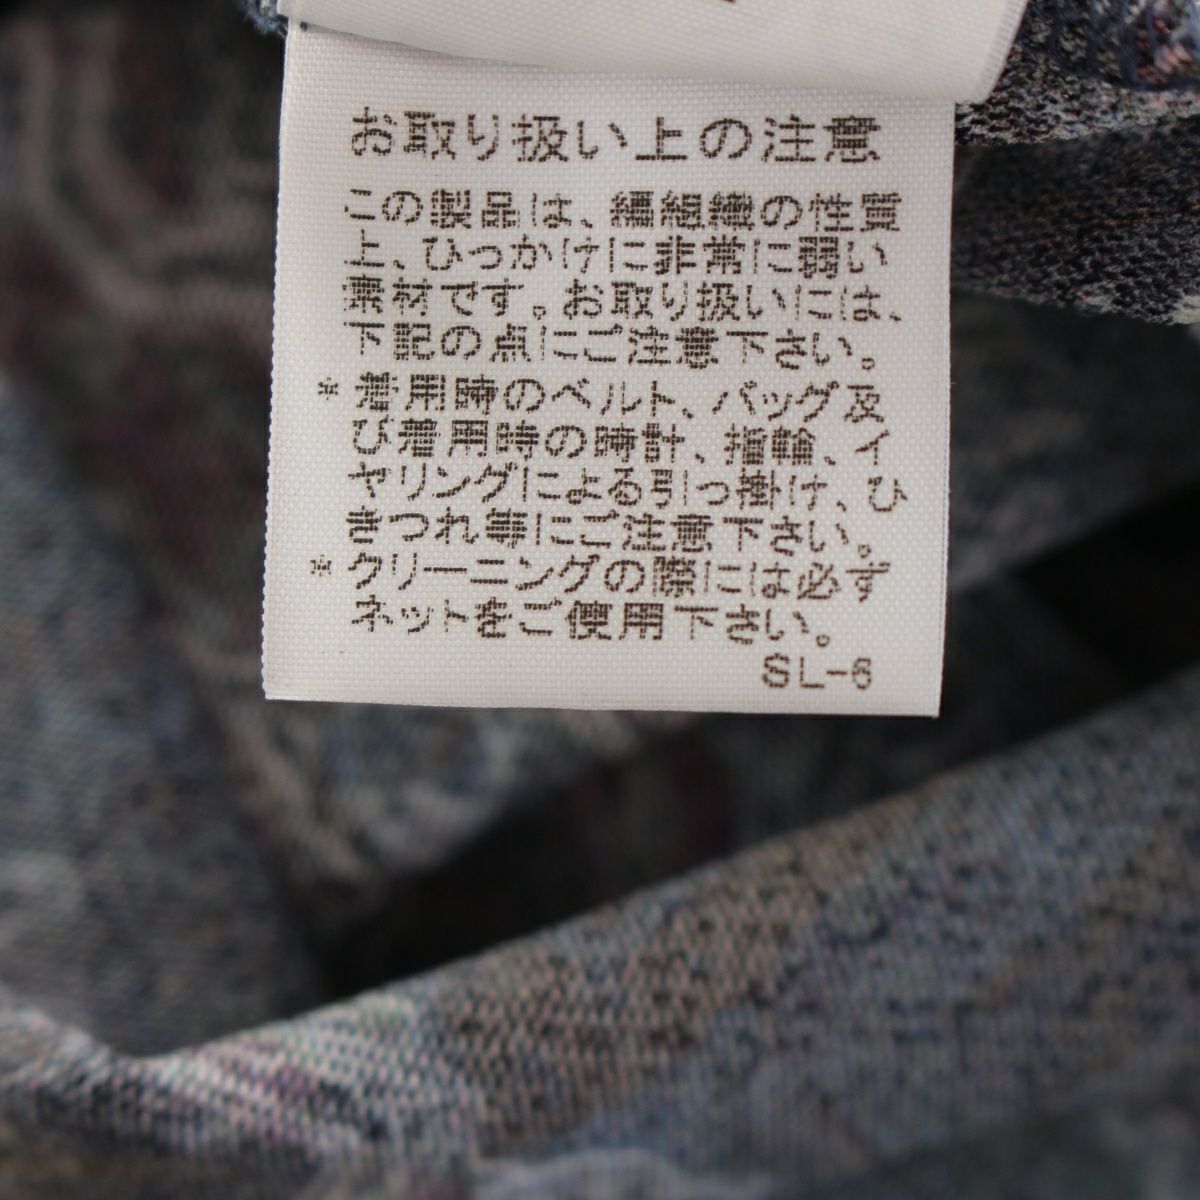 お取り扱い上の注意
この製品は、編組織の性質
上、ひっかけに非常に弱い
素材です。お取り扱いには、
下記の点にご注意下さい。
*着用時のベルト、バッグ及
び着用時の時計、指輪、イ
ヤリングによる引っ掛け、ひ
きつれ等にご注意下さい。
*クリーニングの際には必ず
ネットをご使用下さい。
SL-6